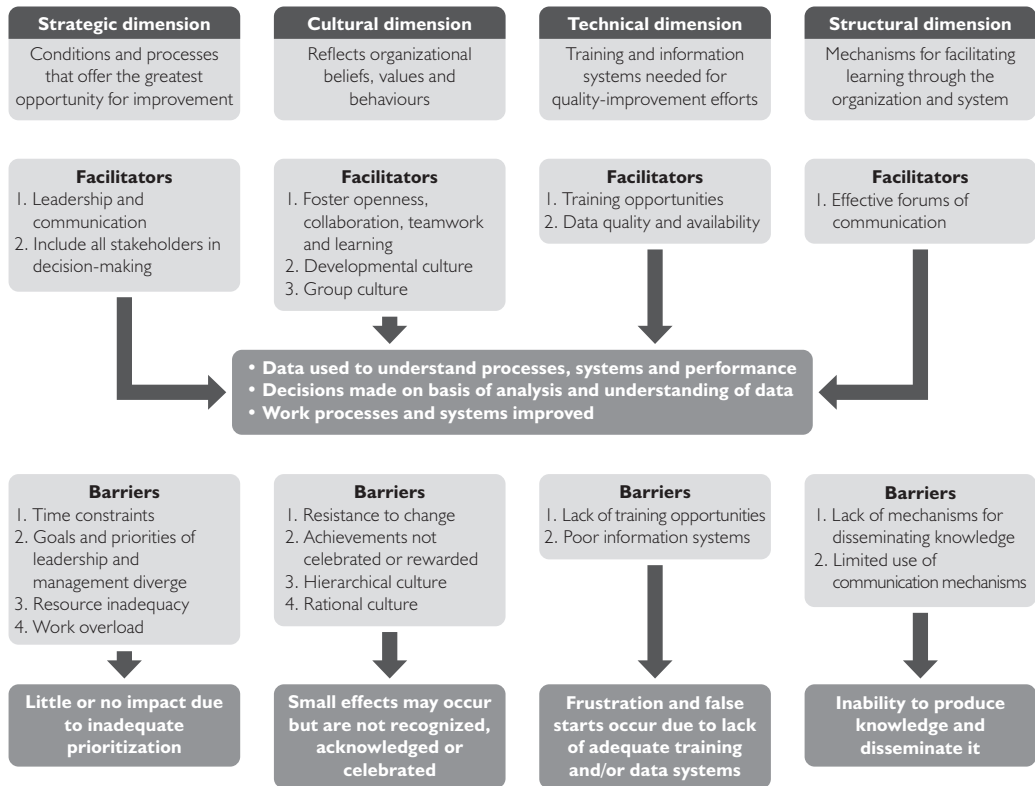 Strategic dimension
Conditions and processes
that offer the greatest
opportunity for improvement
Cultural dimension
Reflects organizational
beliefs, values and
behaviours
Technical dimension
Training and information
systems needed for
quality-improvement efforts
Structural dimension
Mechanisms for facilitating
learning through the
organization and system
Facilitators
1. Leadership and
communication
2. Include all stakeholders in
decision-making
Facilitators
1. Foster openness,
collaboration, teamwork
and learning
2. Developmental culture
3. Group culture
Facilitators
1. Training opportunities
2. Data quality and availability
Facilitators
1. Effective forums of
communication
• Data used to understand processes, systems and performance
• Decisions made on basis of analysis and understanding of data
• Work processes and systems improved
Barriers
1. Time constraints
2. Goals and priorities of
leadership and
management diverge
3. Resource inadequacy
4. Work overload
Barriers
1. Resistance to change
2. Achievements not
celebrated or rewarded
3. Hierarchical culture
4. Rational culture
Barriers
1. Lack of training opportunities
2. Poor information systems
Barriers
1. Lack of mechanisms for
disseminating knowledge
2. Limited use of
communication mechanisms
Little or no impact due
to inadequate
prioritization
Small effects may occur
but are not recognized,
acknowledged or
celebrated
Frustration and false
starts occur due to lack
of adequate training
and/or data systems
Inability to produce
knowledge and
disseminate it